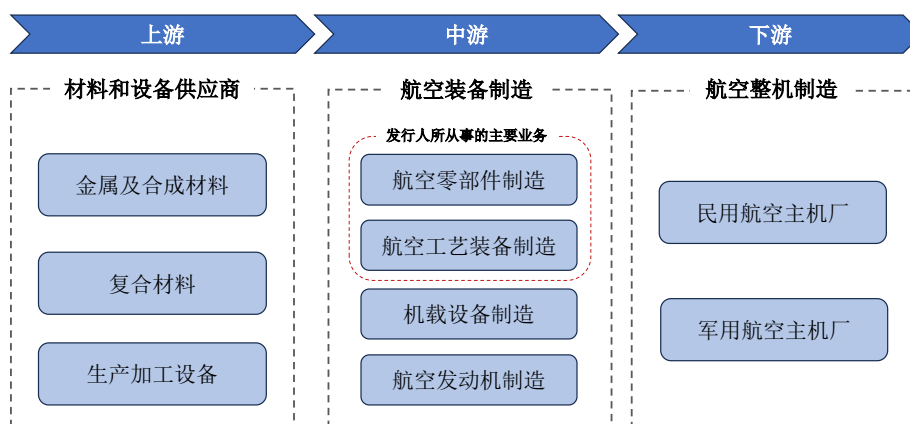 上游
中游
下游
材料和设备供应商
航空装备制造
航空整机制造
发行人所从事的主要业务
金属及合成材料
复合材料
生产加工设备
航空零部件制造
航空工艺装备制造
机载设备制造
航空发动机制造
民用航空主机厂
军用航空主机厂